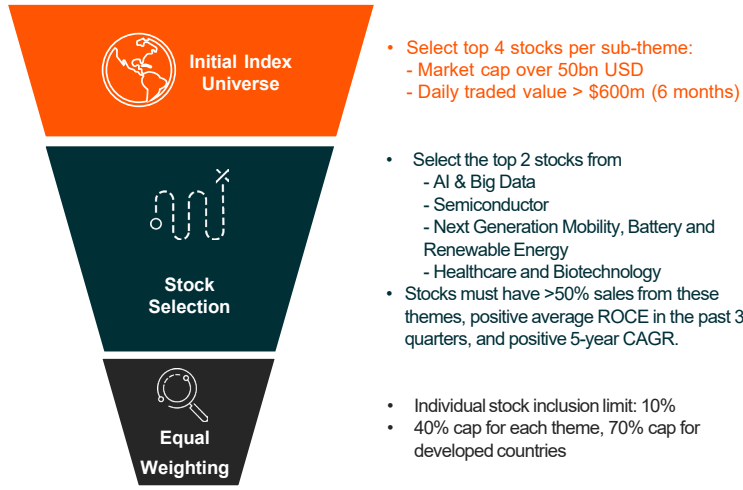 Initial Index
Universe
• Select top 4 stocks per sub-theme:
- Market cap over 50bn USD
- Daily traded value > $600m (6 months)
Stock
Selection
• Select the top 2 stocks from
- AI & Big Data
- Semiconductor
- Next Generation Mobility, Battery and
Renewable Energy
- Healthcare and Biotechnology
• Stocks must have >50% sales from these
themes, positive average ROCE in the past 3
quarters, and positive 5-year CAGR.
Equal
Weighting
• Individual stock inclusion limit: 10%
• 40% cap for each theme, 70% cap for
developed countries